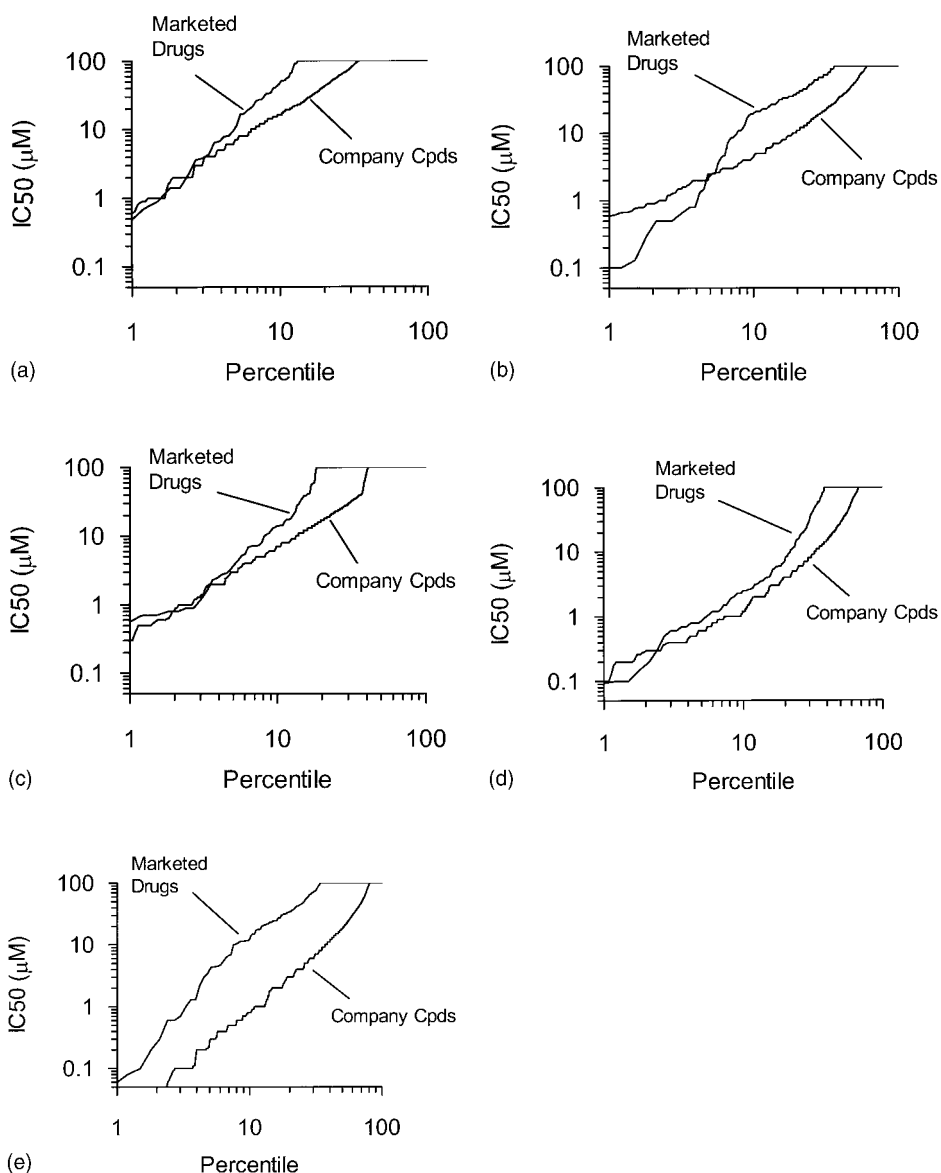 Marketed
Drugs
100
10
1
0.1
IC50 (μM)
Company Cpds
1
10
100
Percentile
(a)
Marketed
Drugs
100
10
1
0.1
IC50 (μM)
Company Cpds
1
10
100
Percentile
(b)
Marketed
Drugs
100
10
1
0.1
IC50 (μM)
Company Cpds
1
10
100
Percentile
(c)
Marketed
Drugs
100
10
1
0.1
IC50 (μM)
Company Cpds
1
10
100
Percentile
(d)
Marketed
Drugs
100
10
1
0.1
IC50 (μM)
Company Cpds
1
10
100
Percentile
(e)